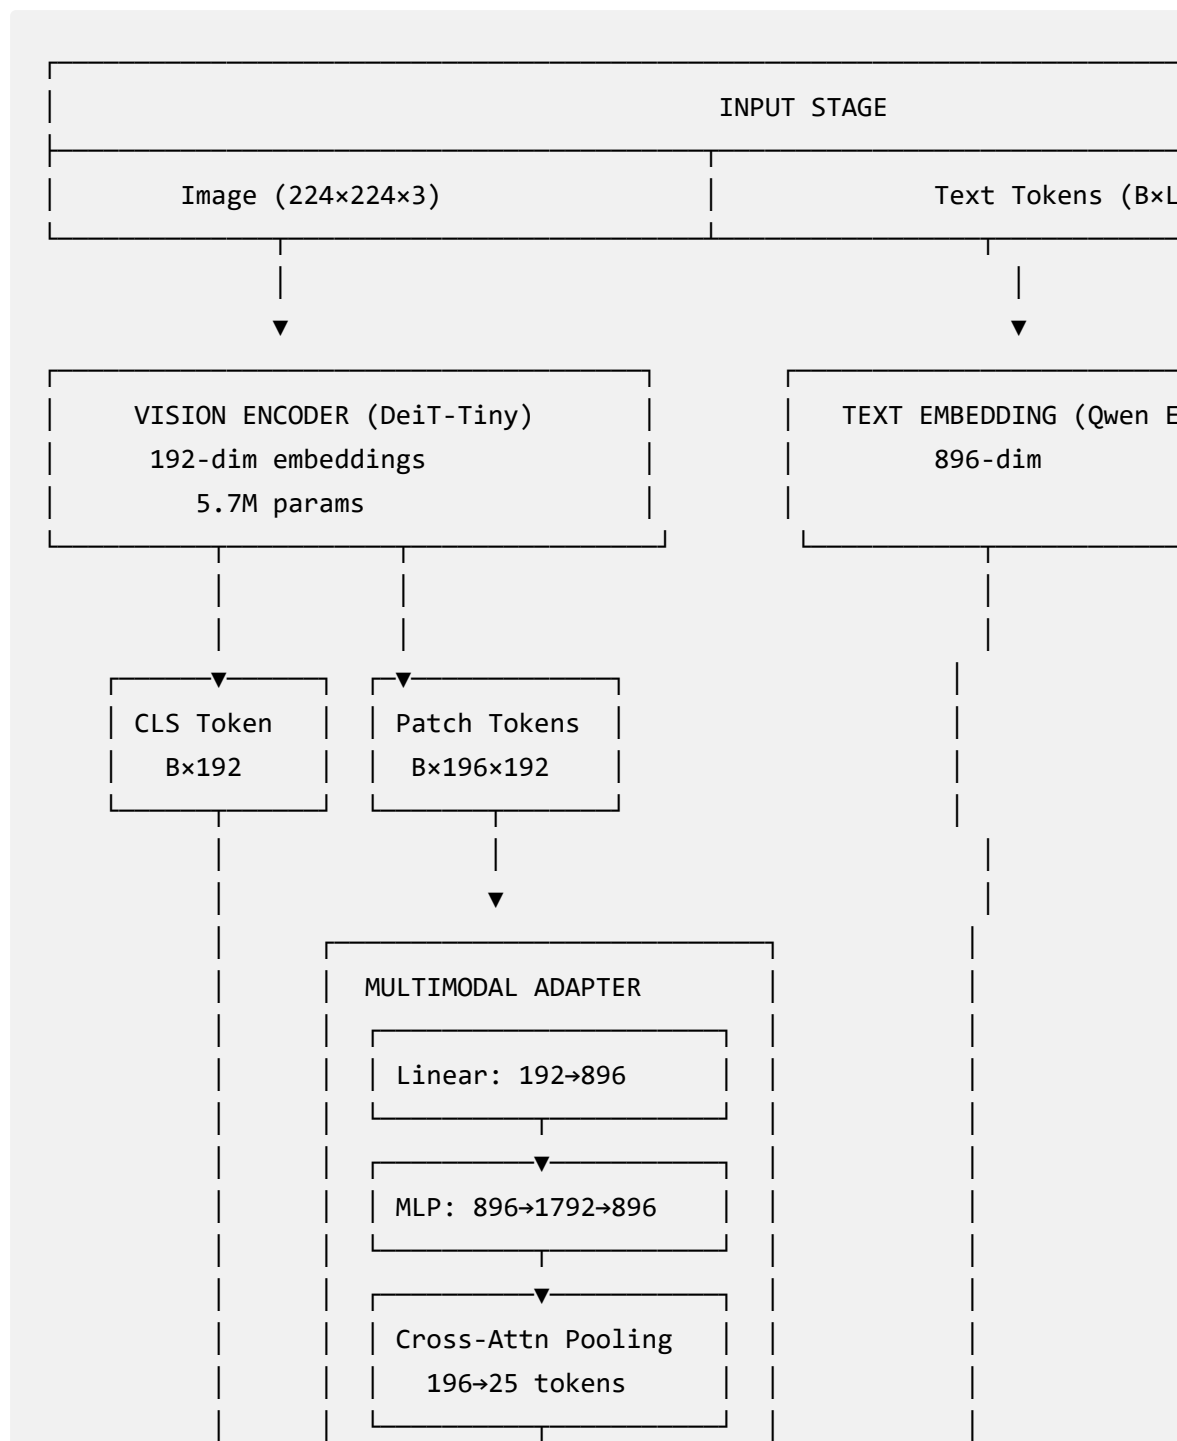 INPUT STAGE
Image (224×224×3)
Text Tokens (B×L
VISION ENCODER (DeiT-Tiny)
192-dim embeddings
5.7M params
TEXT EMBEDDING (Qwen E
896-dim
CLS Token
B×192
Patch Tokens
B×196×192
MULTIMODAL ADAPTER
Linear: 192→896
MLP: 896→1792→896
Cross-Attn Pooling
196→25 tokens